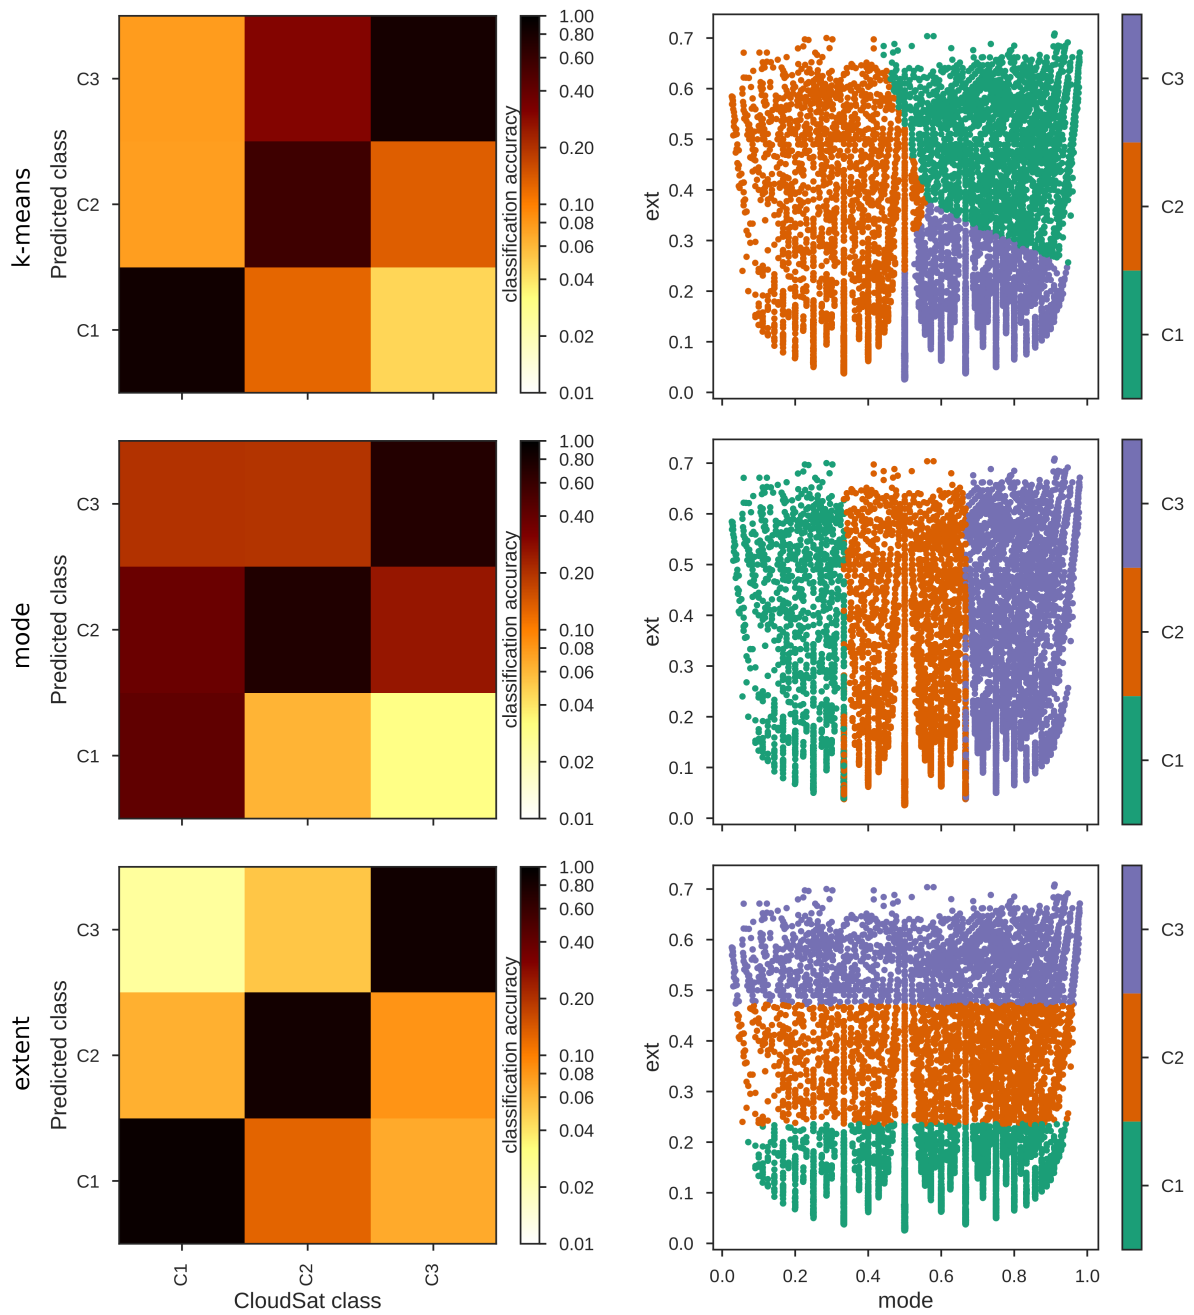 k-means
Predicted class
C3
C2
C1
classification accuracy
1.00
0.80
0.60
0.40
0.20
0.10
0.08
0.06
0.04
0.02
0.01
ext
0.7
0.6
0.5
0.4
0.3
0.2
0.1
0.0
C3
C2
C1
mode
Predicted class
C3
C2
C1
classification accuracy
1.00
0.80
0.60
0.40
0.20
0.10
0.08
0.06
0.04
0.02
0.01
ext
0.7
0.6
0.5
0.4
0.3
0.2
0.1
0.0
C3
C2
C1
extent
Predicted class
C3
C2
C1
C1 C2 C3
CloudSat class
classification accuracy
1.00
0.80
0.60
0.40
0.20
0.10
0.08
0.06
0.04
0.02
0.01
ext
0.7
0.6
0.5
0.4
0.3
0.2
0.1
0.0
0.0 0.2 0.4 0.6 0.8 1.0
mode
C3
C2
C1